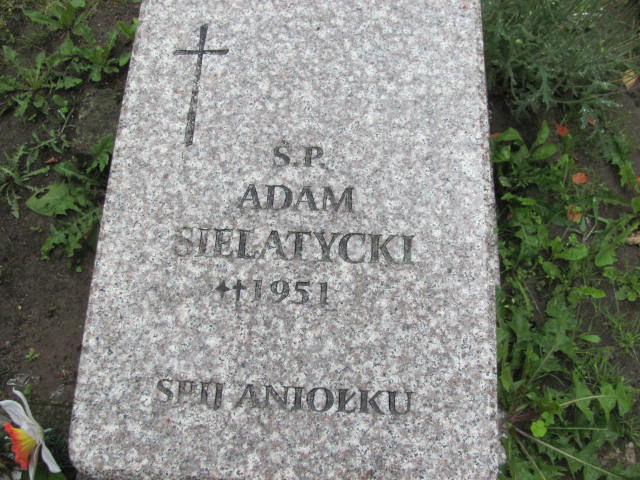 Ś.P.
ADAM
SIELATYCKI
✦✝1951
ŚPIJ ANIOŁKU